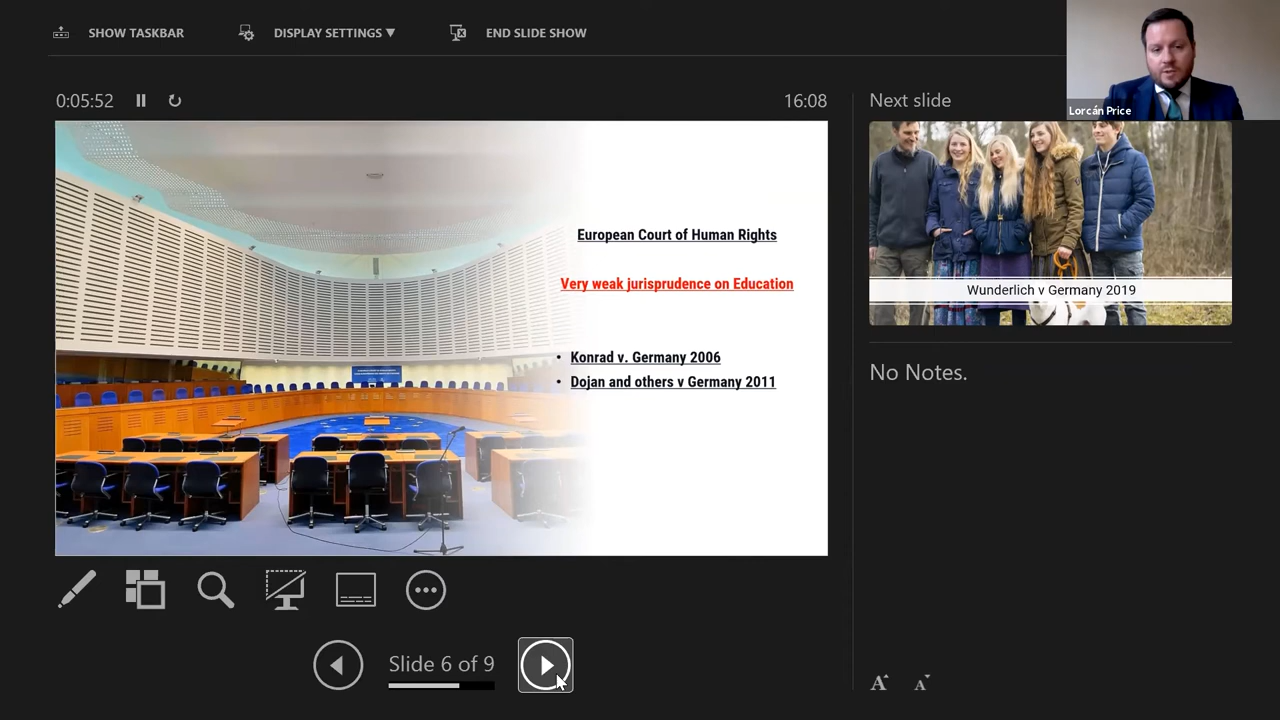 SHOW TASKBAR
DISPLAY SETTINGS ▼
END SLIDE SHOW
Lorcán Price
0:05:52
16:08
Next slide
European Court of Human Rights
Very weak jurisprudence on Education
• Konrad v. Germany 2006
• Dojan and others v Germany 2011
Wunderlich v Germany 2019
No Notes.
Slide 6 of 9
A A